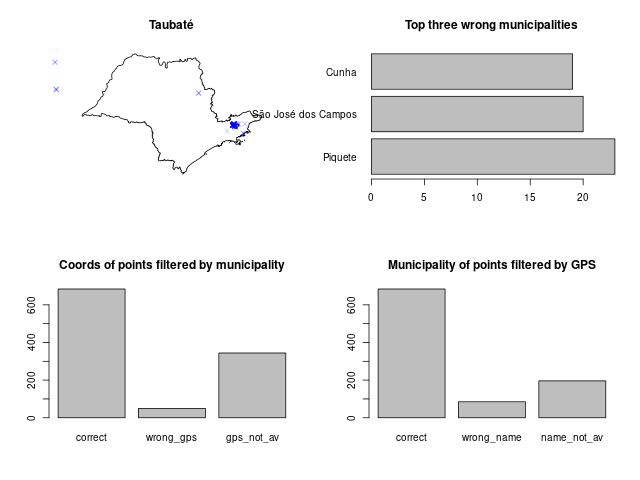 Taubaté
Top three wrong municipalities
Cunha
São José dos Campos
Piquete
0 5 10 15 20
Coords of points filtered by municipality
600
400
200
0
correct wrong_gps gps_not_av
Municipality of points filtered by GPS
600
400
200
0
correct wrong_name name_not_av